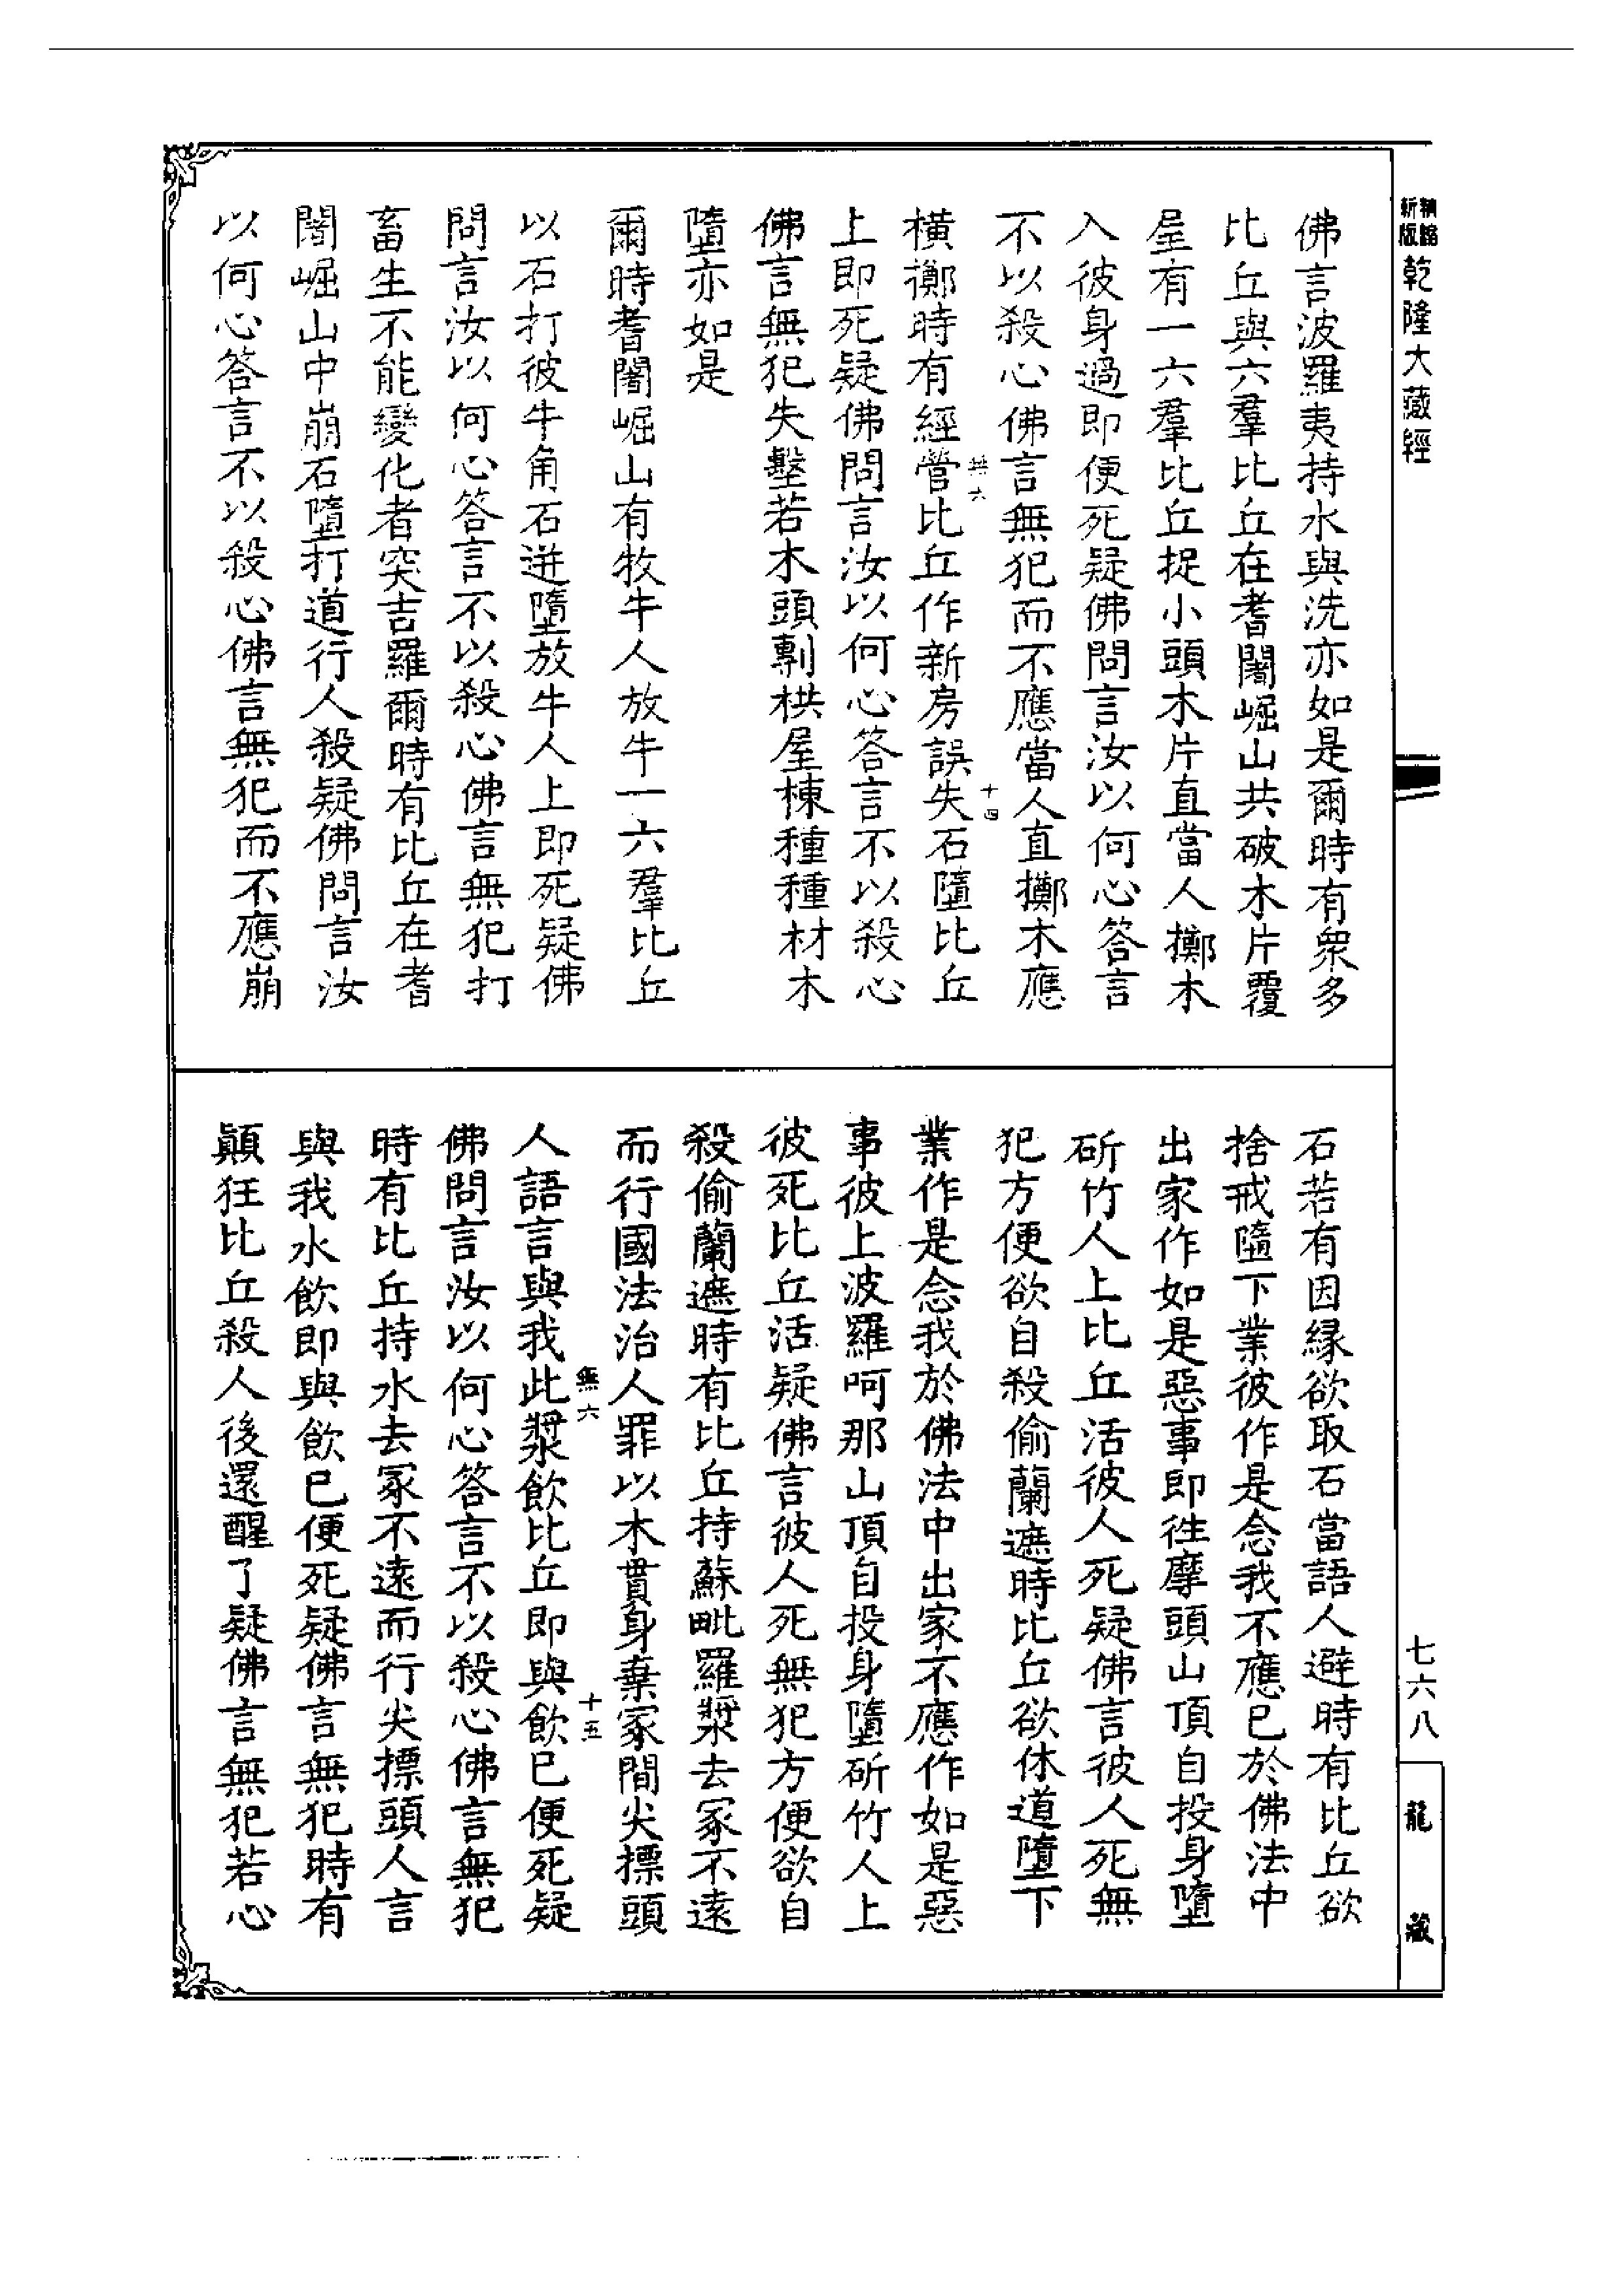 新編縮版 乾隆大藏經
佛言波羅夷持水與洗亦如是爾時有眾多
比丘與六羣比丘在耆闍崛山共破木片覆
屋有一六羣比丘捉小頭木片直當人擲木
入彼身過即便死疑佛問言汝以何心答言
不以殺心佛言無犯而不應當人直擲木應
橫擲時有經營比丘作新房誤失石墮比丘
無六
十四
上即死疑佛問言汝以何心答言不以殺心
佛言無犯失墼若木頭剸栱屋棟種種材木
墮亦如是
爾時耆闍崛山有牧牛人放牛一六羣比丘
以石打彼牛角石迸墮放牛人上即死疑佛
問言汝以何心答言不以殺心佛言無犯打
畜生不能變化者突吉羅爾時有比丘在耆
闍崛山中崩石墮打道行人殺疑佛問言汝
以何心答言不以殺心佛言無犯而不應崩
石若有因緣欲取石當語人避時有比丘欲
捨戒墮下業彼作是念我不應已於佛法中
出家作如是惡事即往摩頭山頂自投身墮
斫竹人上比丘活彼人死疑佛言彼人死無
犯方便欲自殺偷蘭遮時比丘欲休道墮下
業作是念我於佛法中出家不應作如是惡
事彼上波羅呵那山頂自投身墮斫竹人上
彼死比丘活疑佛言彼人死無犯方便欲自
殺偷蘭遮時有比丘持蘇毗羅漿去冢不遠
而行國法治人罪以木貫身棄冢間尖摽頭
人語言與我此漿飲比丘即與飲已便死疑
無六
十五
佛問言汝以何心答言不以殺心佛言無犯
時有比丘持水去冢不遠而行尖摽頭人言
與我水飲即與飲已便死疑佛言無犯時有
顛狂比丘殺人後還醒了疑佛言無犯若心
七六八
龍藏